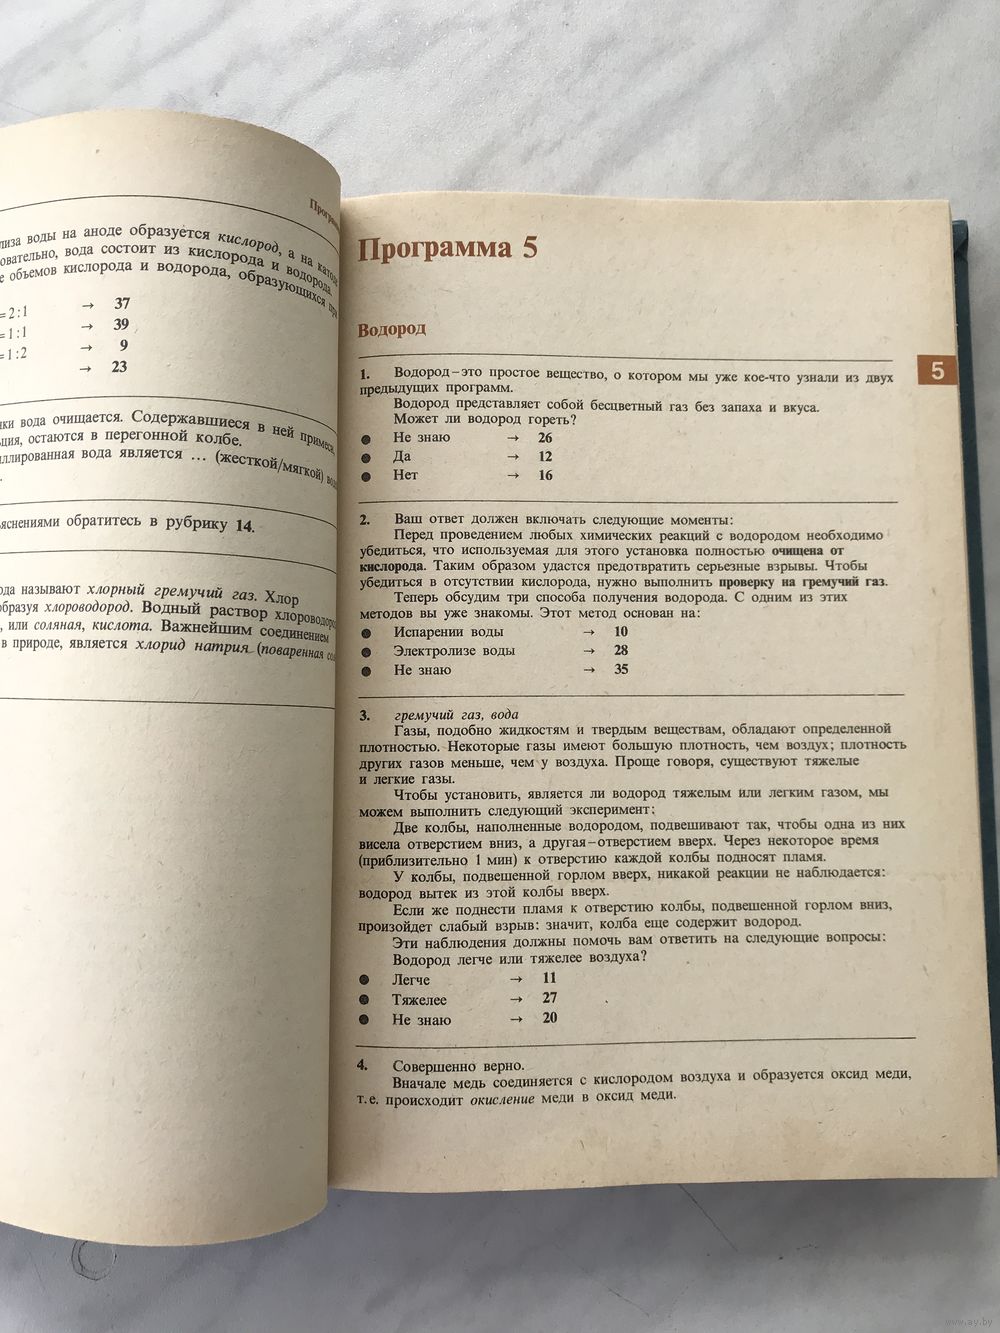 Програм
лиза воды на аноде образуется кислород, а на катоде
овательно, вода состоит из кислорода и водорода.
е объемов кислорода и водорода, образующихся при
=2:1 → 37
=1:1 → 39
=1:2 → 9
→ 23
нки вода очищается. Содержавшиеся в ней примеси,
ция, остаются в перегонной колбе.
иллированная вода является ... (жесткой/мягкой) водой
.
яснениями обратитесь в рубрику 14.
ода называют хлорный гремучий газ. Хлор
образуя хлороводород. Водный раствор хлороводорода
, или соляная, кислота. Важнейшим соединением
в природе, является хлорид натрия (поваренная соль
Программа 5
Водород
5
1. Водород–это простое вещество, о котором мы уже кое-что узнали из двух
предыдущих программ.
Водород представляет собой бесцветный газ без запаха и вкуса.
Может ли водород гореть?
● Не знаю → 26
● Да → 12
● Нет → 16
2. Ваш ответ должен включать следующие моменты:
Перед проведением любых химических реакций с водородом необходимо
убедиться, что используемая для этого установка полностью очищена от
кислорода. Таким образом удастся предотвратить серьезные взрывы. Чтобы
убедиться в отсутствии кислорода, нужно выполнить проверку на гремучий газ.
Теперь обсудим три способа получения водорода. С одним из этих
методов вы уже знакомы. Этот метод основан на:
● Испарении воды → 10
● Электролизе воды → 28
● Не знаю → 35
3. гремучий газ, вода
Газы, подобно жидкостям и твердым веществам, обладают определенной
плотностью. Некоторые газы имеют большую плотность, чем воздух; плотность
других газов меньше, чем у воздуха. Проще говоря, существуют тяжелые
и легкие газы.
Чтобы установить, является ли водород тяжелым или легким газом, мы
можем выполнить следующий эксперимент:
Две колбы, наполненные водородом, подвешивают так, чтобы одна из них
висела отверстием вниз, а другая–отверстием вверх. Через некоторое время
(приблизительно 1 мин) к отверстию каждой колбы подносят пламя.
У колбы, подвешенной горлом вверх, никакой реакции не наблюдается:
водород вытек из этой колбы вверх.
Если же поднести пламя к отверстию колбы, подвешенной горлом вниз,
произойдет слабый взрыв: значит, колба еще содержит водород.
Эти наблюдения должны помочь вам ответить на следующие вопросы:
Водород легче или тяжелее воздуха?
● Легче → 11
● Тяжелее → 27
● Не знаю → 20
4. Совершенно верно.
Вначале медь соединяется с кислородом воздуха и образуется оксид меди,
т.е. происходит окисление меди в оксид меди.
www.ay.by